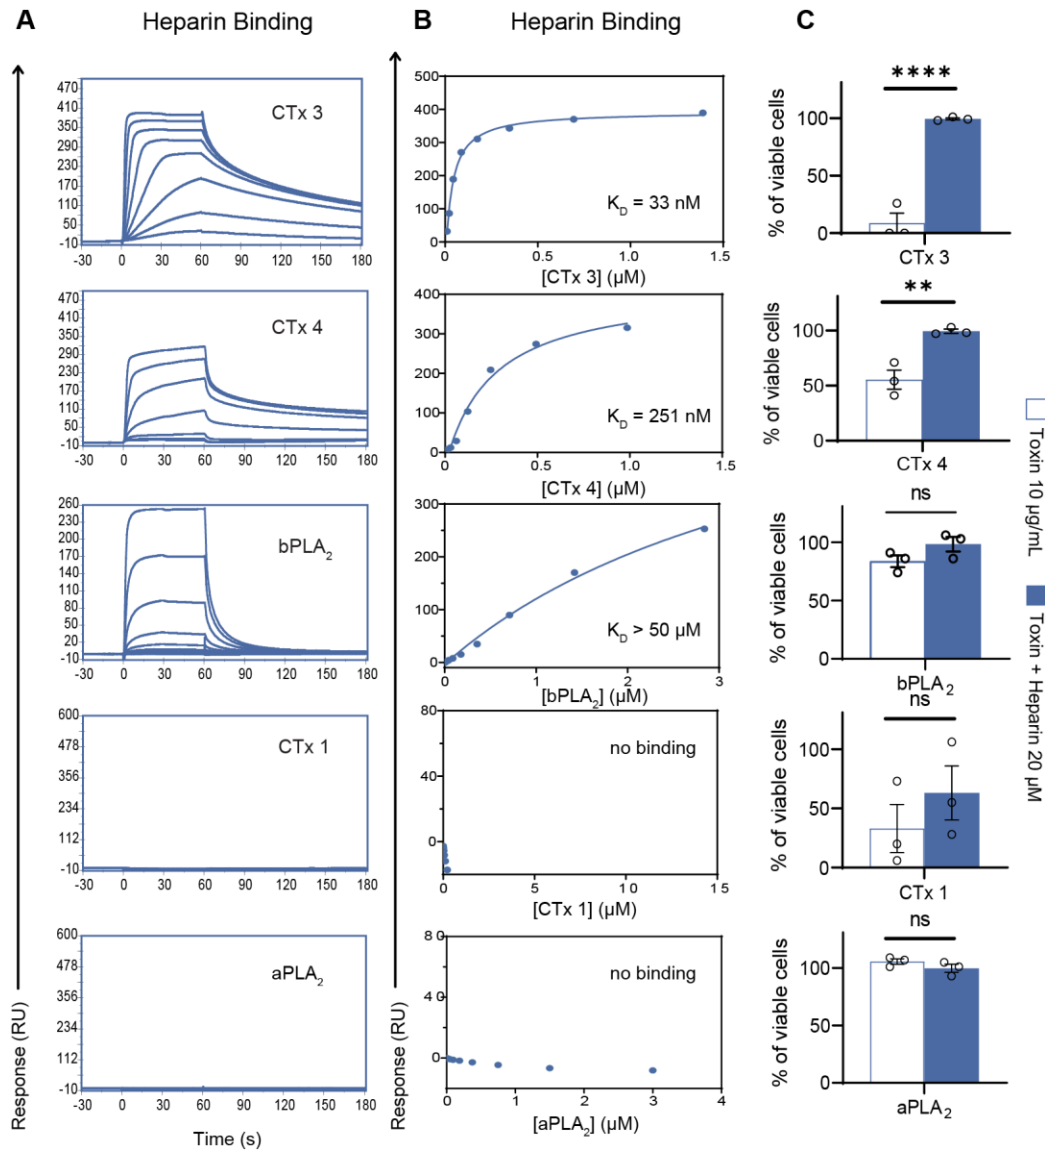 A
Heparin Binding
B
Heparin Binding
C
Response (RU)
470
410
350
290
230
170
110
50
-10
CTx 3
-30 0 30 60 90 120 150 180
470
410
350
290
230
170
110
50
-10
CTx 4
-30 0 30 60 90 120 150 180
260
230
200
170
140
110
80
50
20
-10
bPLA2
-30 0 30 60 90 120 150 180
600
478
356
234
112
-10
CTx 1
-30 0 30 60 90 120 150 180
600
478
356
234
112
-10
aPLA2
-30 0 30 60 90 120 150 180
Time (s)
Response (RU)
500
400
300
200
100
0
KD = 33 nM
0 0.5 1.0 1.5
[CTx 3] (µM)
400
300
200
100
0
KD = 251 nM
0 0.5 1.0 1.5
[CTx 4] (µM)
300
200
100
0
KD > 50 µM
0 1 2 3
[bPLA2] (µM)
80
40
0
no binding
0 5 10 15
[CTx 1] (µM)
80
40
0
no binding
0 1 2 3 4
[aPLA2] (µM)
% of viable cells
100
50
0
****
CTx 3
% of viable cells
100
50
0
**
CTx 4
% of viable cells
100
50
0
ns
bPLA2
% of viable cells
100
50
0
ns
CTx 1
% of viable cells
100
50
0
ns
aPLA2
Toxin 10 µg/mL
Toxin + Heparin 20 µM